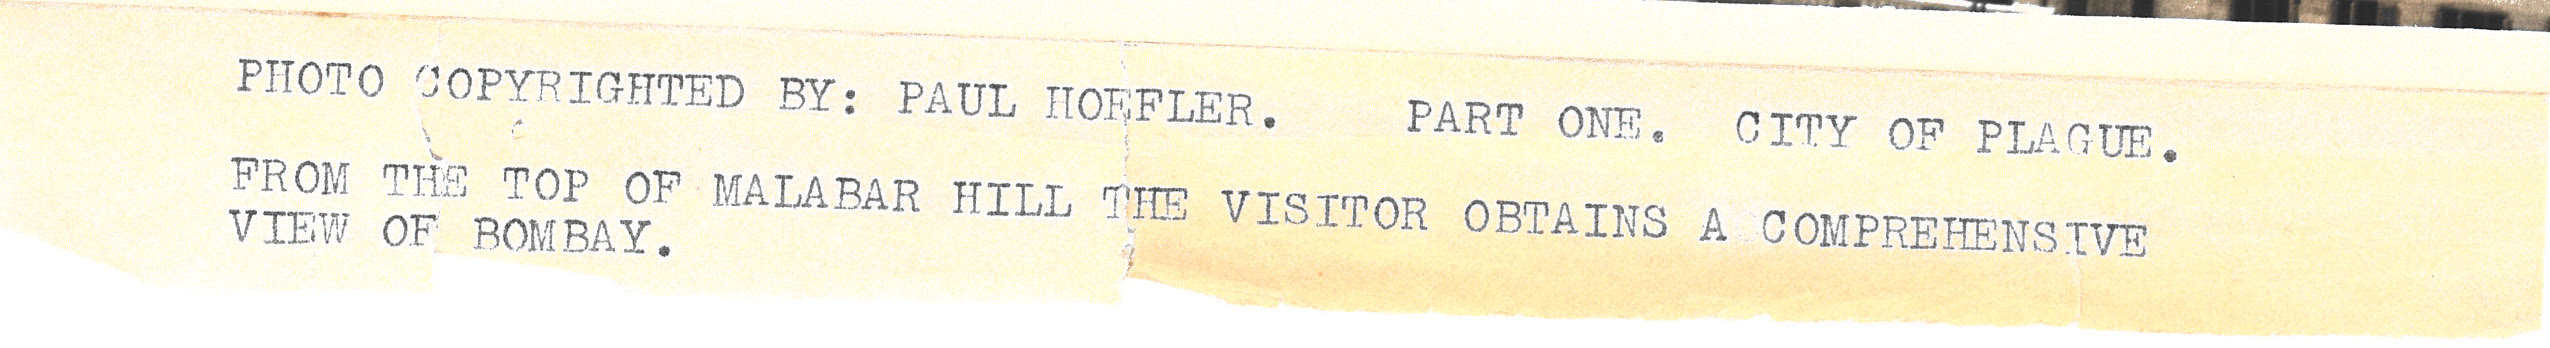 PHOTO COPYRIGHTED BY: PAUL HOEFLER. PART ONE. CITY OF PLAGUE.
FROM THE TOP OF MALABAR HILL THE VISITOR OBTAINS A COMPREHENSIVE
VIEW OF BOMBAY.